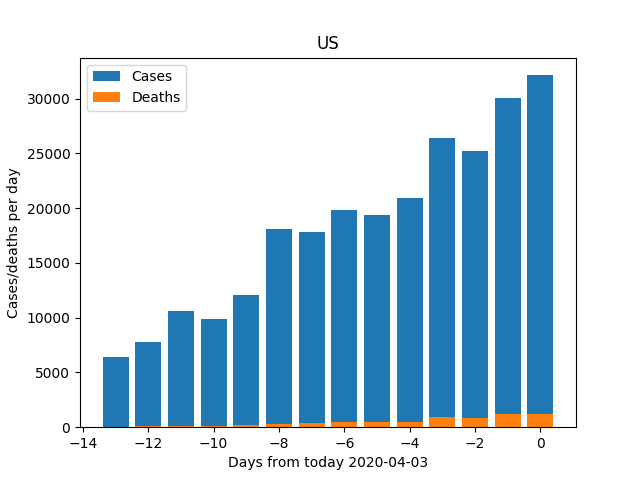 US
Cases
Deaths
30000
25000
20000
15000
10000
5000
0
Cases/deaths per day
−14 −12 −10 −8 −6 −4 −2 0
Days from today 2020-04-03